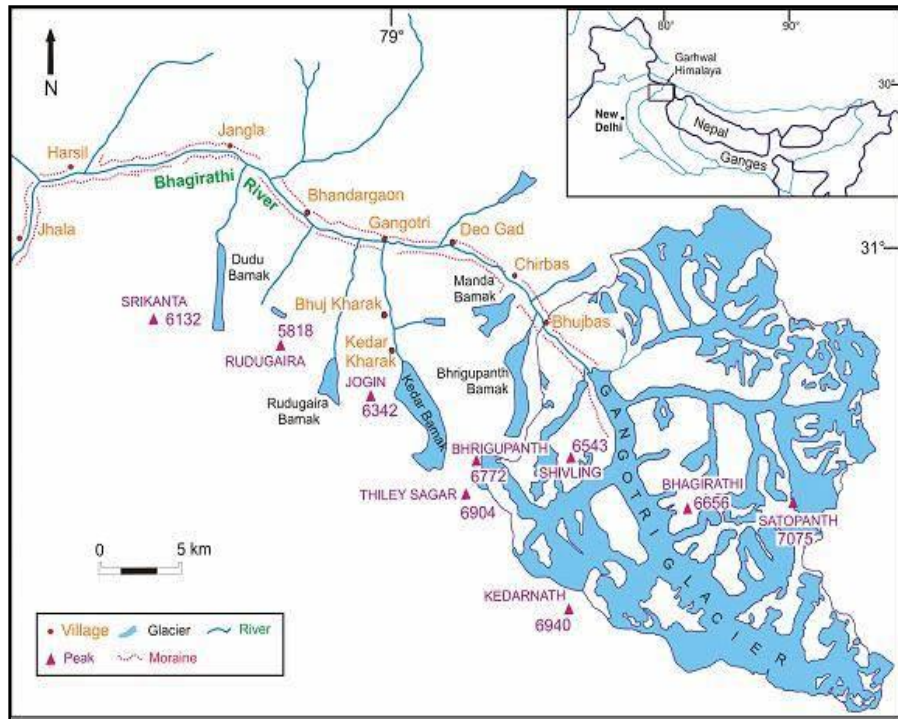 79°
80°
90°
Garhwal
Himalaya
30°
New
Delhi
Nepal
Ganges
N
Jangla
Harsil
Bhagirathi
River
Bhandargaon
Gangotri
Deo Gad
31°
Jhala
Dudu
Bamak
Chirbas
Manda
Bamak
SRIKANTA
6132
5818
RUDUGAIRA
Bhuj Kharak
Bhujbas
Kedar
Kharak
Bhrigupanth
Bamak
Rudugaira
Bamak
JOGIN
6342
Kedar Bamak
GANGOTRI GLACIER
BHRIGUPANTH
6772
6543
SHIVLING
THILEY SAGAR
6904
BHAGIRATHI
6656
SATOPANTH
7075
0 5 km
KEDARNATH
6940
Village Glacier River
Peak Moraine